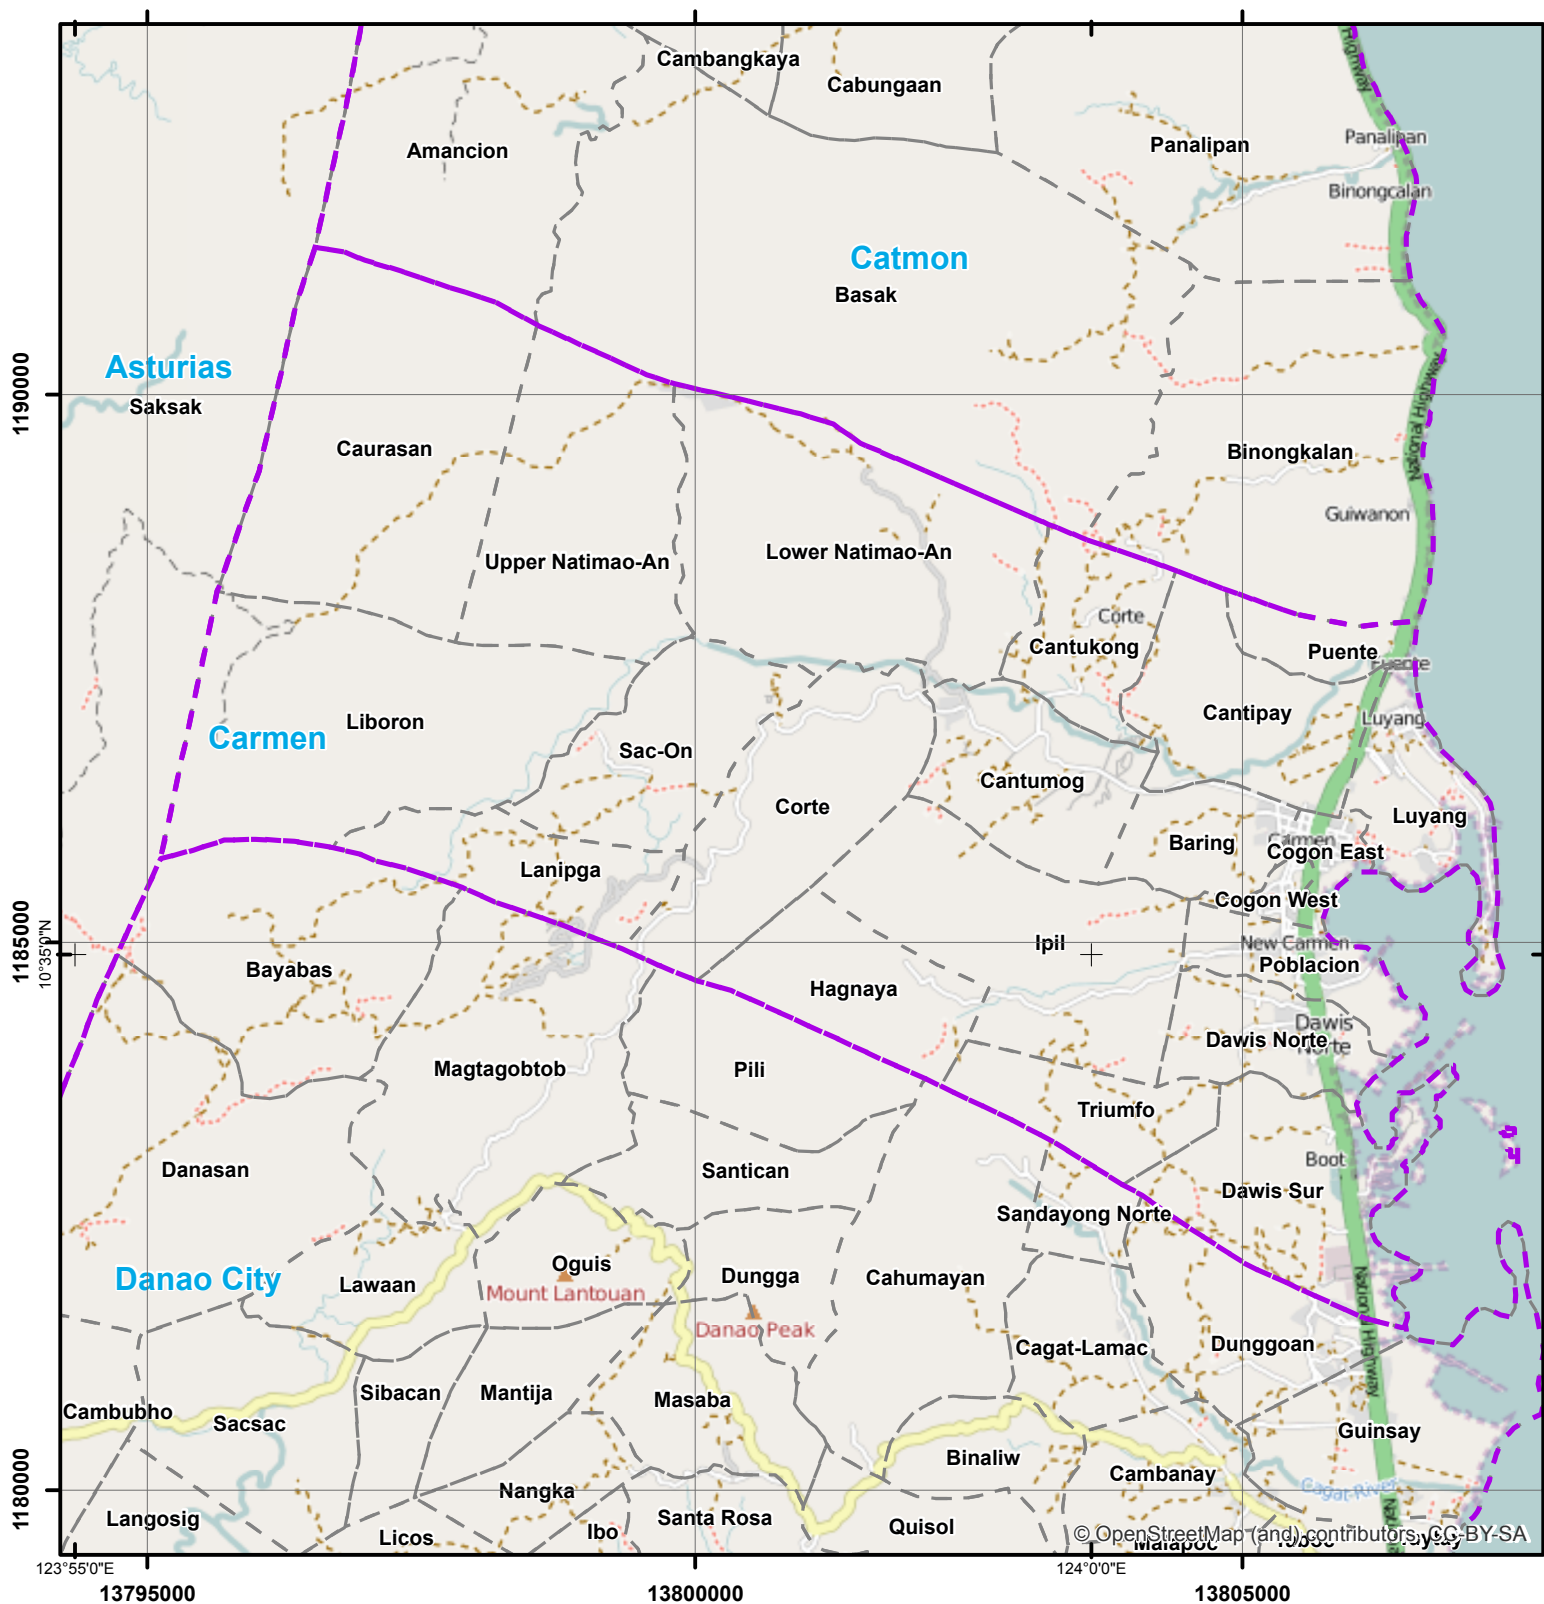 Cambangkaya
Cabungaan
Highway
Amancion
Panalipan
Panalipan
Binongcalan
Catmon
Basak
Asturias
Saksak
1190000
National Highway
Caurasan
Binongkalan
Guiwanon
Upper Natimao-An
Lower Natimao-An
Corte
Cantukong
Puente
Puente
Liboron
Carmen
Cantipay
Luyang
Sac-On
Cantumog
Corte
Luyang
Baring
Carmen
Cogon East
Lanipga
Cogon West
1185000
10°35'0"N
Ipil
New Carmen
Poblacion
Bayabas
Hagnaya
Dawis
Norte
Dawis Norte
Magtagobtob
Pili
Triumfo
Danasan
Santican
Boot
Dawis Sur
Sandayong Norte
Oguis
Danao City
Lawaan
Mount Lantouan
Dungga
Cahumayan
Danao Peak
National Highway
Cagat-Lamac
Dunggoan
Sibacan
Mantija
Masaba
Cambubho
Sacsac
Guinsay
Binaliw
Cambanay
1180000
Nangka
Cagat-River
Langosig
Licos
Ibo
Santa Rosa
Quisol
© OpenStreetMap (and) contributors, CC-BY-SA
Malapoc
123°55'0"E
124°0'0"E
13795000
13800000
13805000